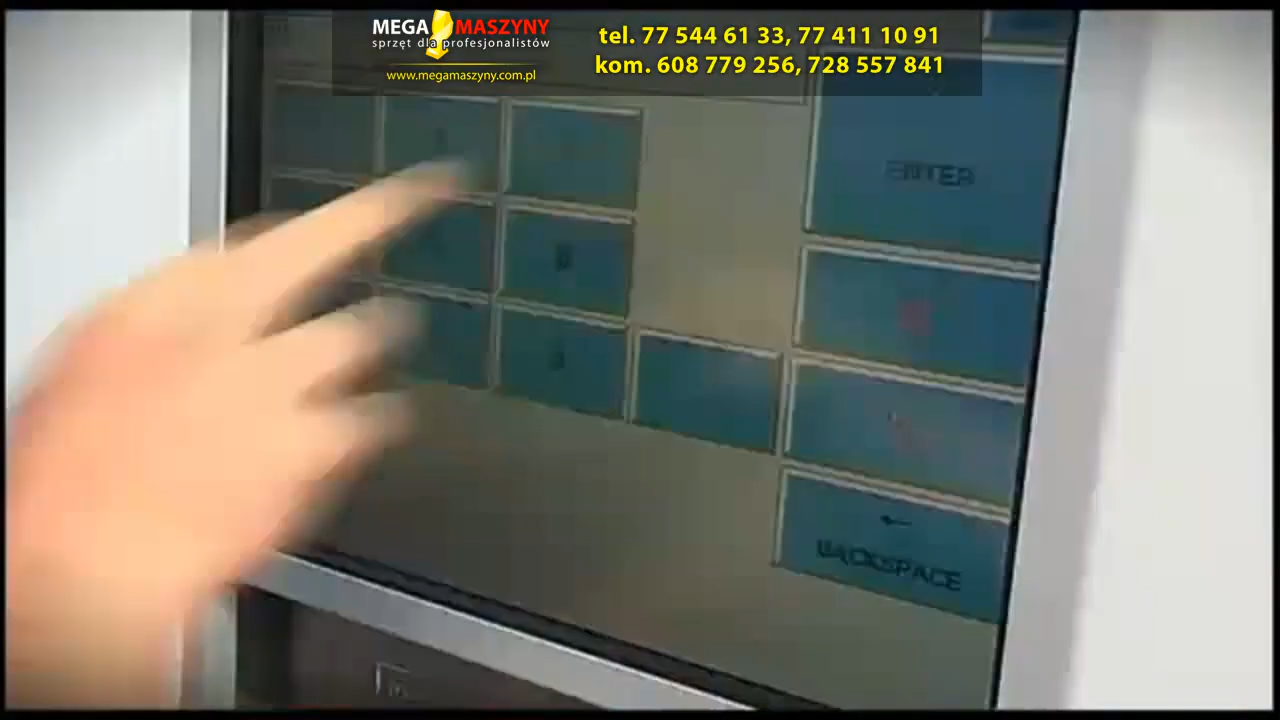 MEGA MASZYNY
sprzęt dla profesjonalistów
www.megamaszyny.com.pl
tel. 77 544 61 33, 77 411 10 91
kom. 608 779 256, 728 557 841
ENTER
←
BACKSPACE